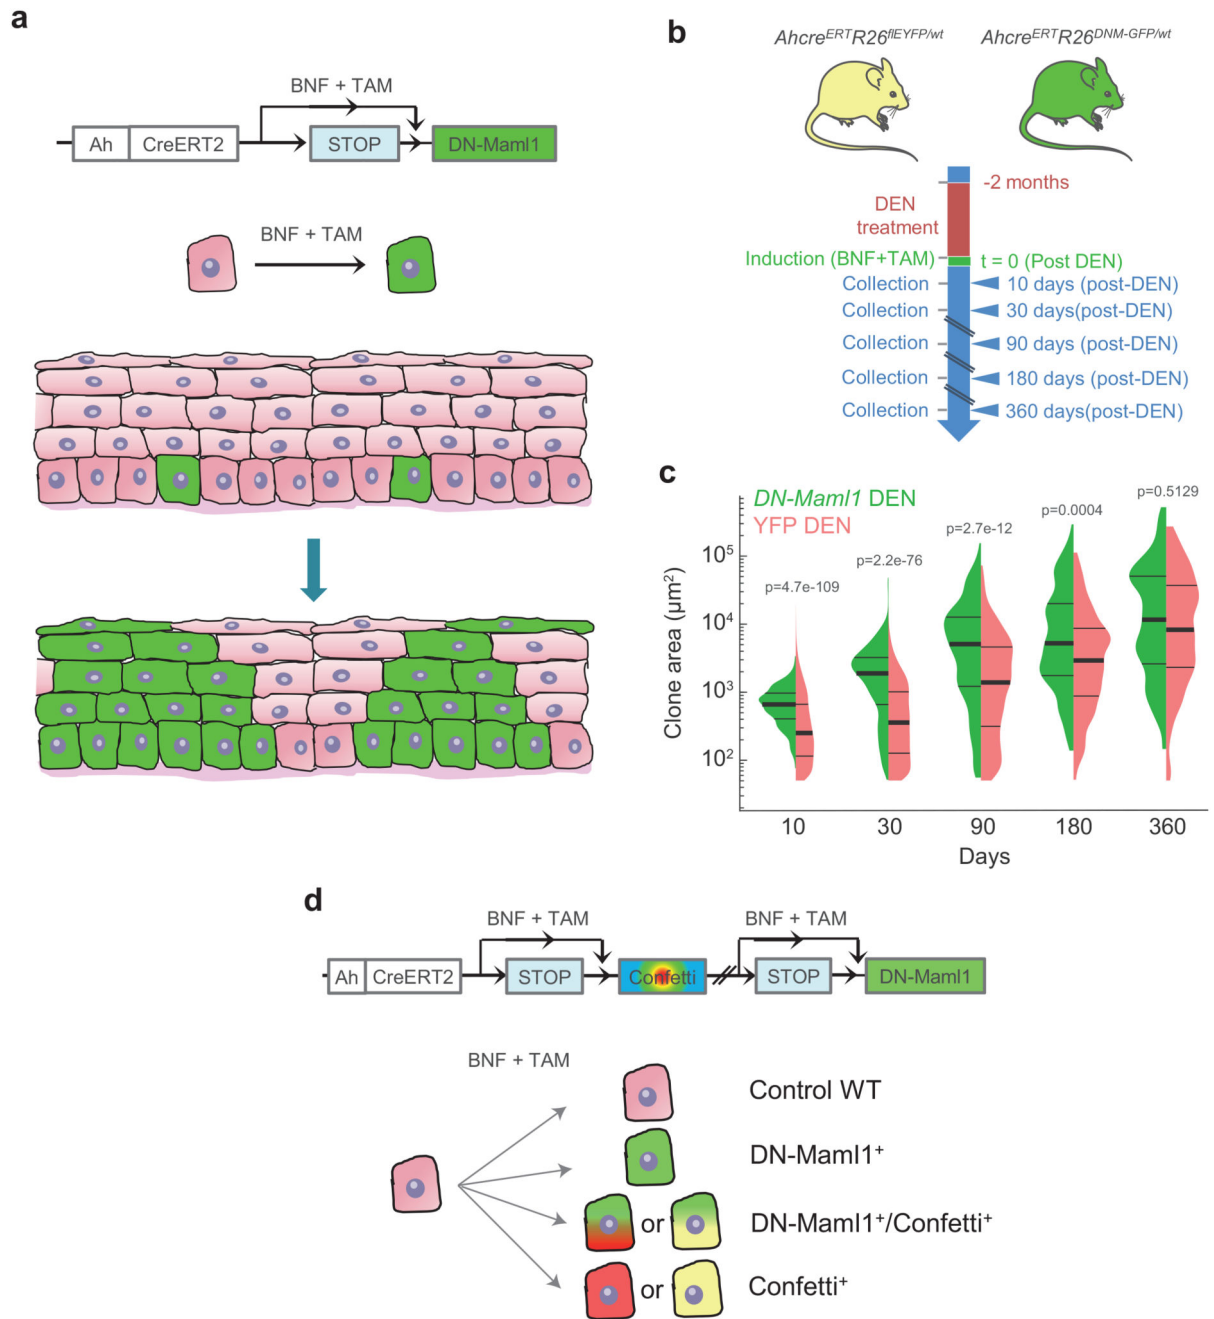 a
BNF + TAM
Ah CreERT2 STOP DN-Maml1
BNF + TAM
b
AhcreERTR26flEYFP/wt AhcreERTR26DNM-GFP/wt
-2 months
DEN
treatment
Induction (BNF+TAM) t = 0 (Post DEN)
Collection 10 days (post-DEN)
Collection 30 days(post-DEN)
Collection 90 days (post-DEN)
Collection 180 days (post-DEN)
Collection 360 days(post-DEN)
c
DN-Maml1 DEN
YFP DEN
p=4.7e-109
p=2.2e-76
p=2.7e-12
p=0.0004
p=0.5129
Clone area (µm²)
10⁵
10⁴
10³
10²
10 30 90 180 360
Days
d
BNF + TAM BNF + TAM
Ah CreERT2 STOP Confetti STOP DN-Maml1
BNF + TAM
Control WT
DN-Maml1⁺
or DN-Maml1⁺/Confetti⁺
or Confetti⁺